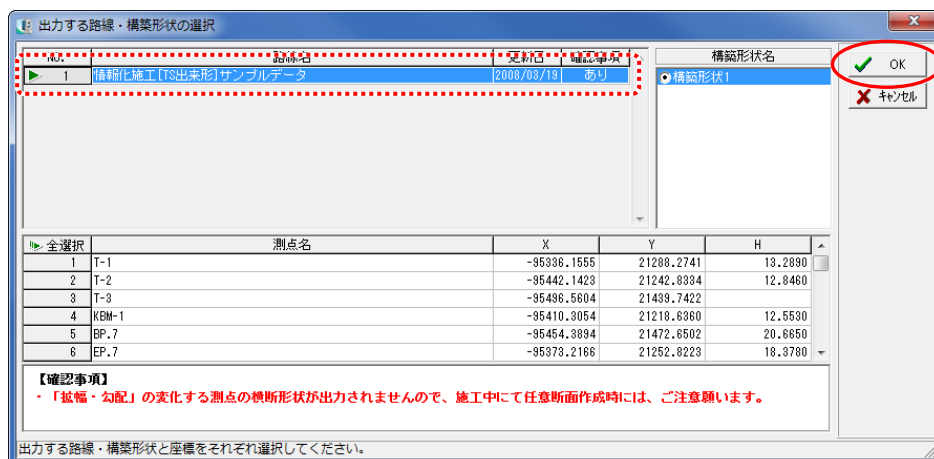 出力する路線・構築形状の選択
NO. 路線名 更新日 確認事項
1 情報化施工[TS出来形]サンプルデータ 2008/03/19 あり
構築形状名
構築形状1
OK
キャンセル
全選択 測点名 X Y H
1 T-1 -95336.1555 21288.2741 13.2890
2 T-2 -95442.1423 21242.8334 12.8460
3 T-3 -95496.5604 21439.7422
4 KBM-1 -95410.3054 21218.6360 12.5530
5 BP.7 -95454.3894 21472.6502 20.6650
6 EP.7 -95373.2166 21252.8223 18.3780
【確認事項】
・「拡幅・勾配」の変化する測点の横断形状が出力されませんので、施工中にて任意断面作成時には、ご注意願います。
出力する路線・構築形状と座標をそれぞれ選択してください。